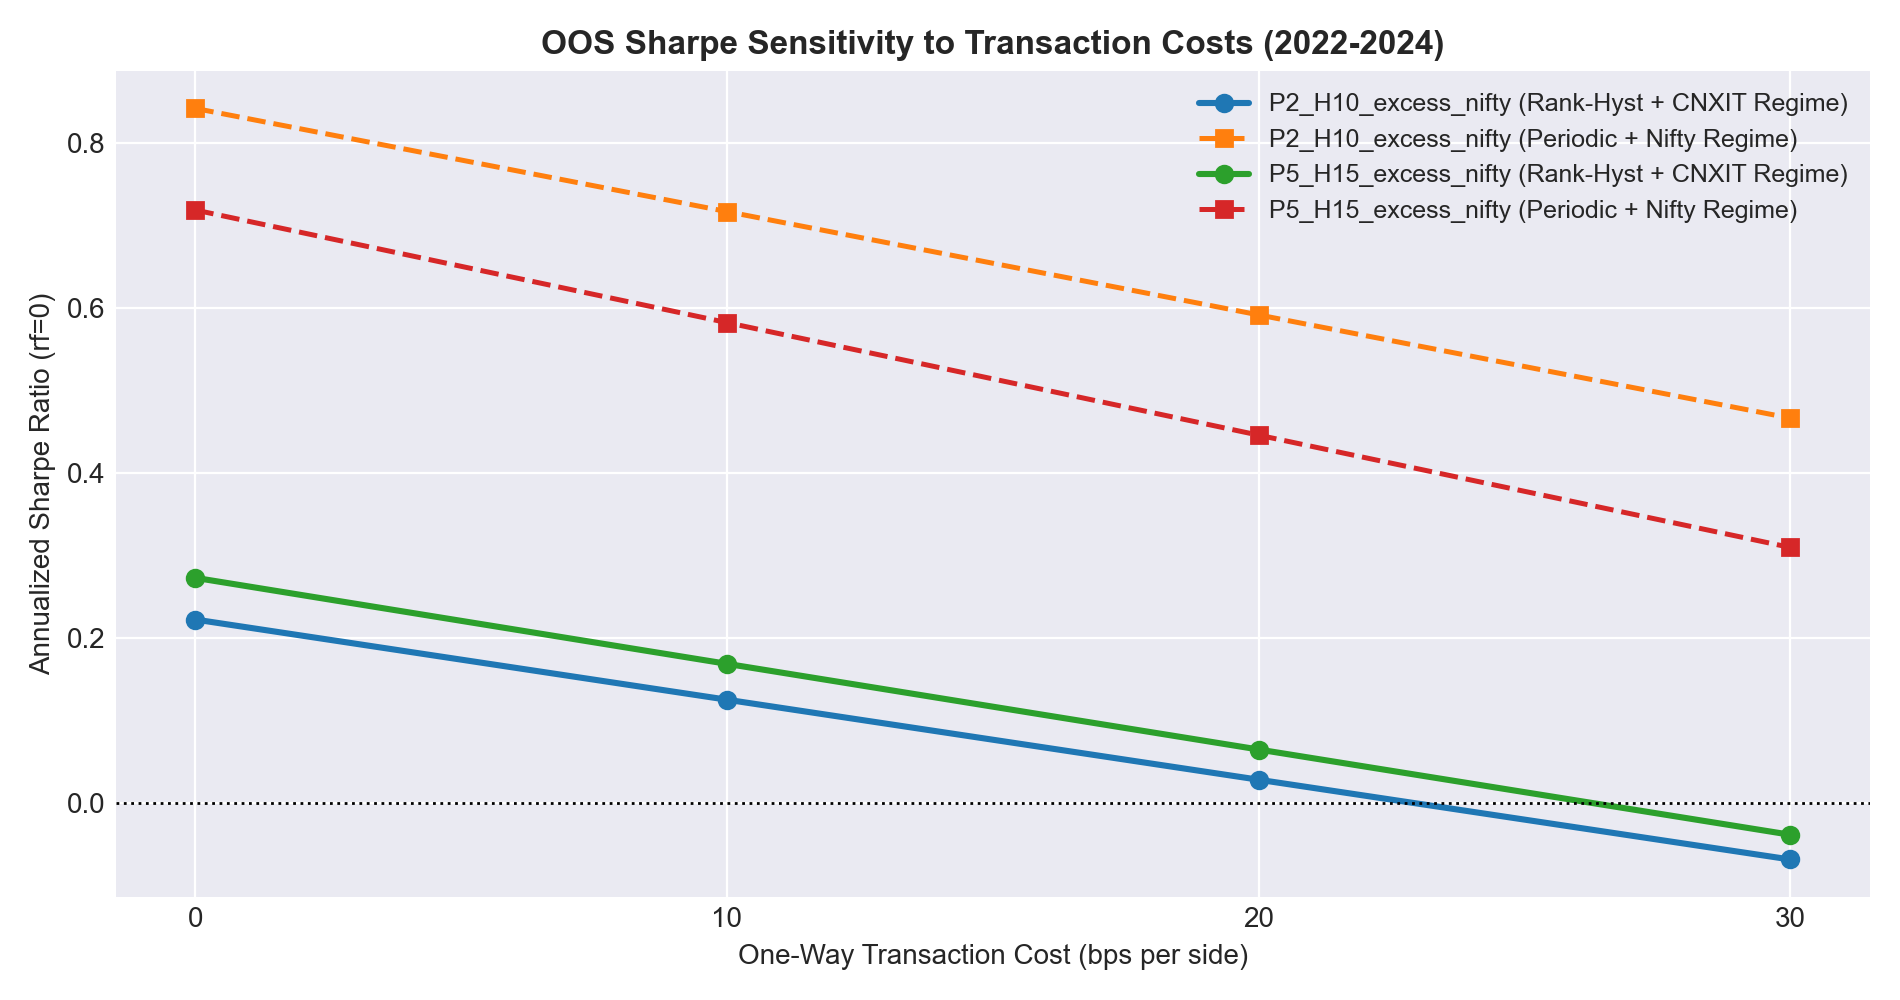 OOS Sharpe Sensitivity to Transaction Costs (2022-2024)
P2_H10_excess_nifty (Rank-Hyst + CNXIT Regime)
P2_H10_excess_nifty (Periodic + Nifty Regime)
P5_H15_excess_nifty (Rank-Hyst + CNXIT Regime)
P5_H15_excess_nifty (Periodic + Nifty Regime)
Annualized Sharpe Ratio (rf=0)
0.8
0.6
0.4
0.2
0.0
0
10
20
30
One-Way Transaction Cost (bps per side)